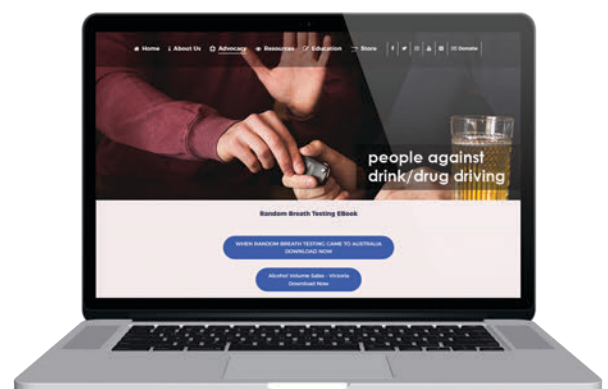 Home About Us Advocacy Resources Education Store Donate
people against
drink/drug driving
Random Breath Testing EBook
WHEN RANDOM BREATH TESTING CAME TO AUSTRALIA
DOWNLOAD NOW
Alcohol Volume Sales - Victoria
Download Now